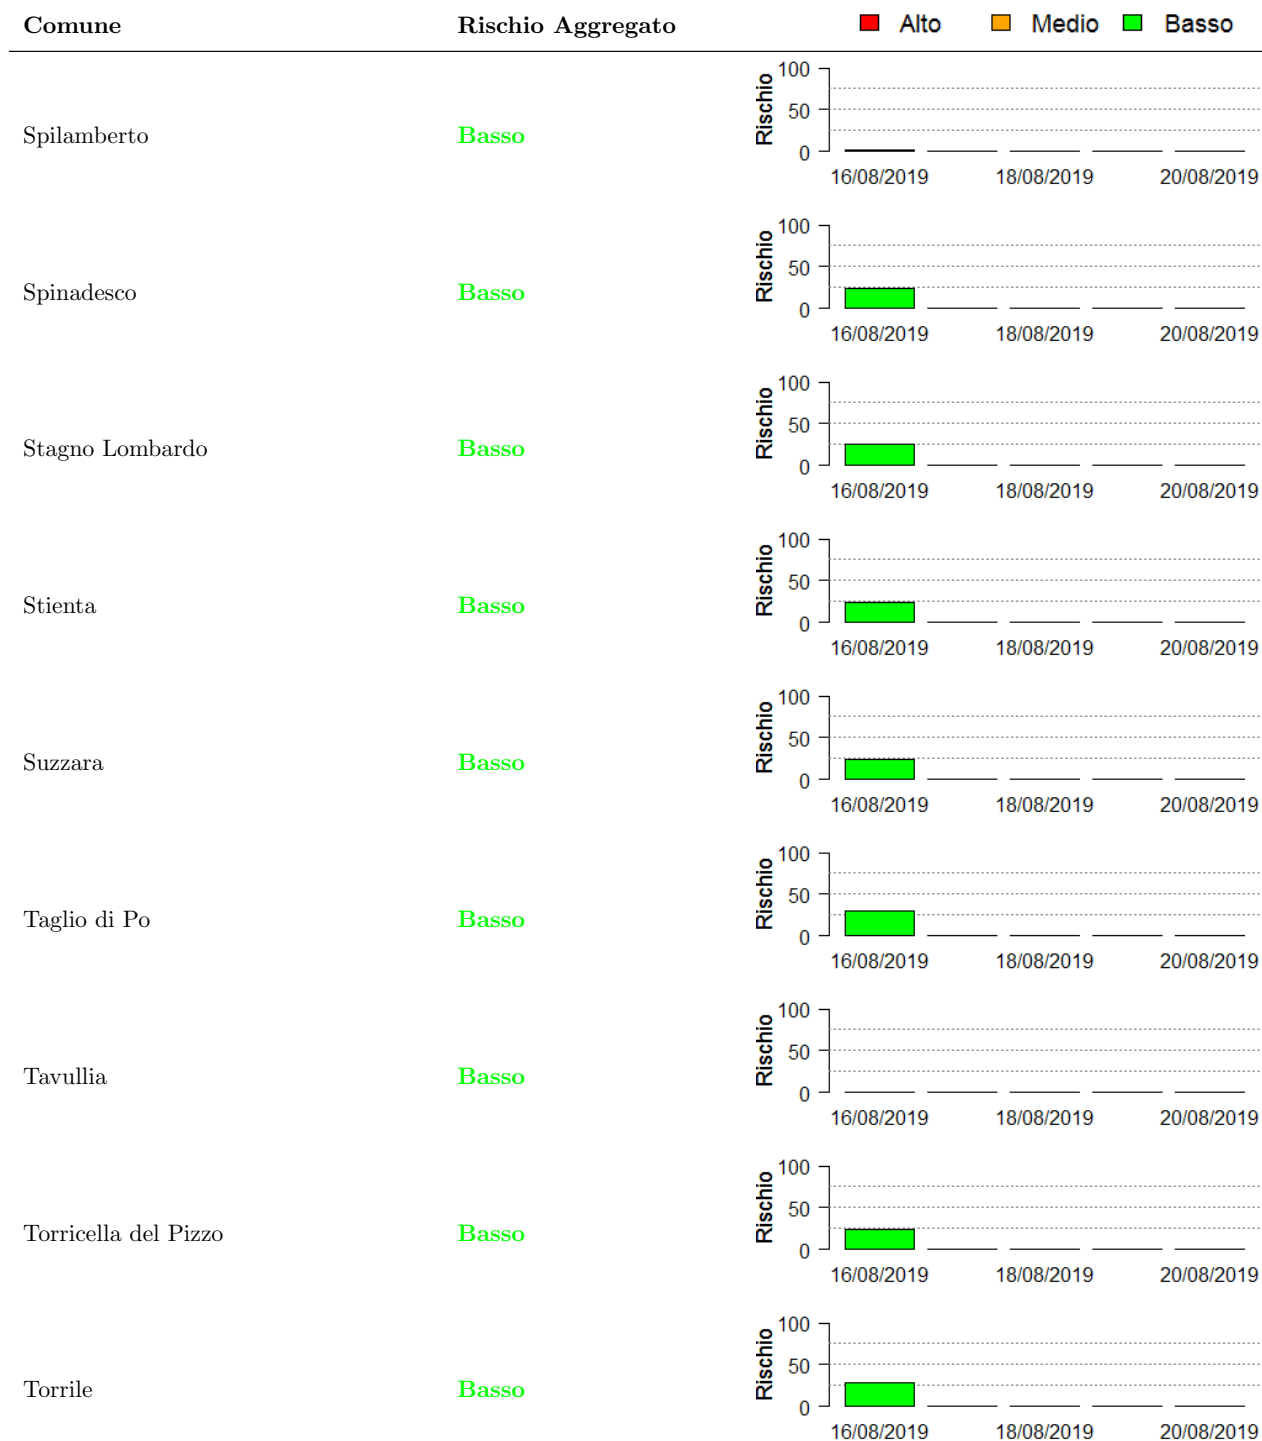 Comune Rischio Aggregato Alto Medio Basso
100
50
0
Rischio
Spilamberto Basso
16/08/2019 18/08/2019 20/08/2019
100
50
0
Rischio
Spinadesco Basso
16/08/2019 18/08/2019 20/08/2019
100
50
0
Rischio
Stagno Lombardo Basso
16/08/2019 18/08/2019 20/08/2019
100
50
0
Rischio
Stienta Basso
16/08/2019 18/08/2019 20/08/2019
100
50
0
Rischio
Suzzara Basso
16/08/2019 18/08/2019 20/08/2019
100
50
0
Rischio
Taglio di Po Basso
16/08/2019 18/08/2019 20/08/2019
100
50
0
Rischio
Tavullia Basso
16/08/2019 18/08/2019 20/08/2019
100
50
0
Rischio
Torricella del Pizzo Basso
16/08/2019 18/08/2019 20/08/2019
100
50
0
Rischio
Torrile Basso
16/08/2019 18/08/2019 20/08/2019